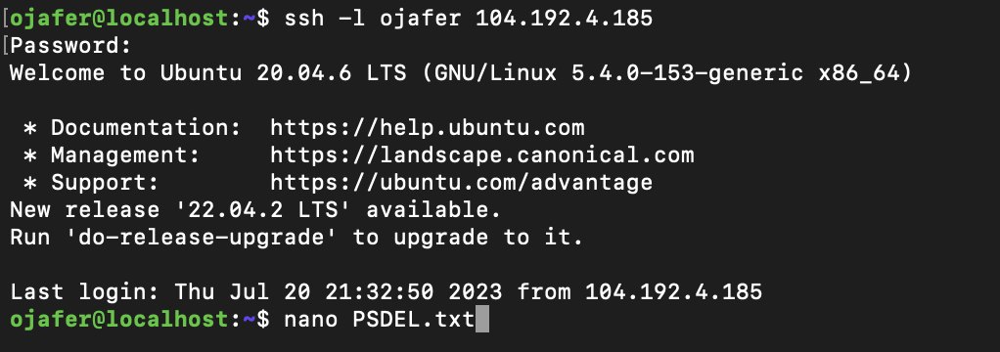 [ojafer@localhost:~$ ssh -l ojafer 104.192.4.185
[Password:
Welcome to Ubuntu 20.04.6 LTS (GNU/Linux 5.4.0-153-generic x86_64)
* Documentation:  https://help.ubuntu.com
* Management:     https://landscape.canonical.com
* Support:        https://ubuntu.com/advantage
New release '22.04.2 LTS' available.
Run 'do-release-upgrade' to upgrade to it.
Last login: Thu Jul 20 21:32:50 2023 from 104.192.4.185
ojafer@localhost:~$ nano PSDEL.txt